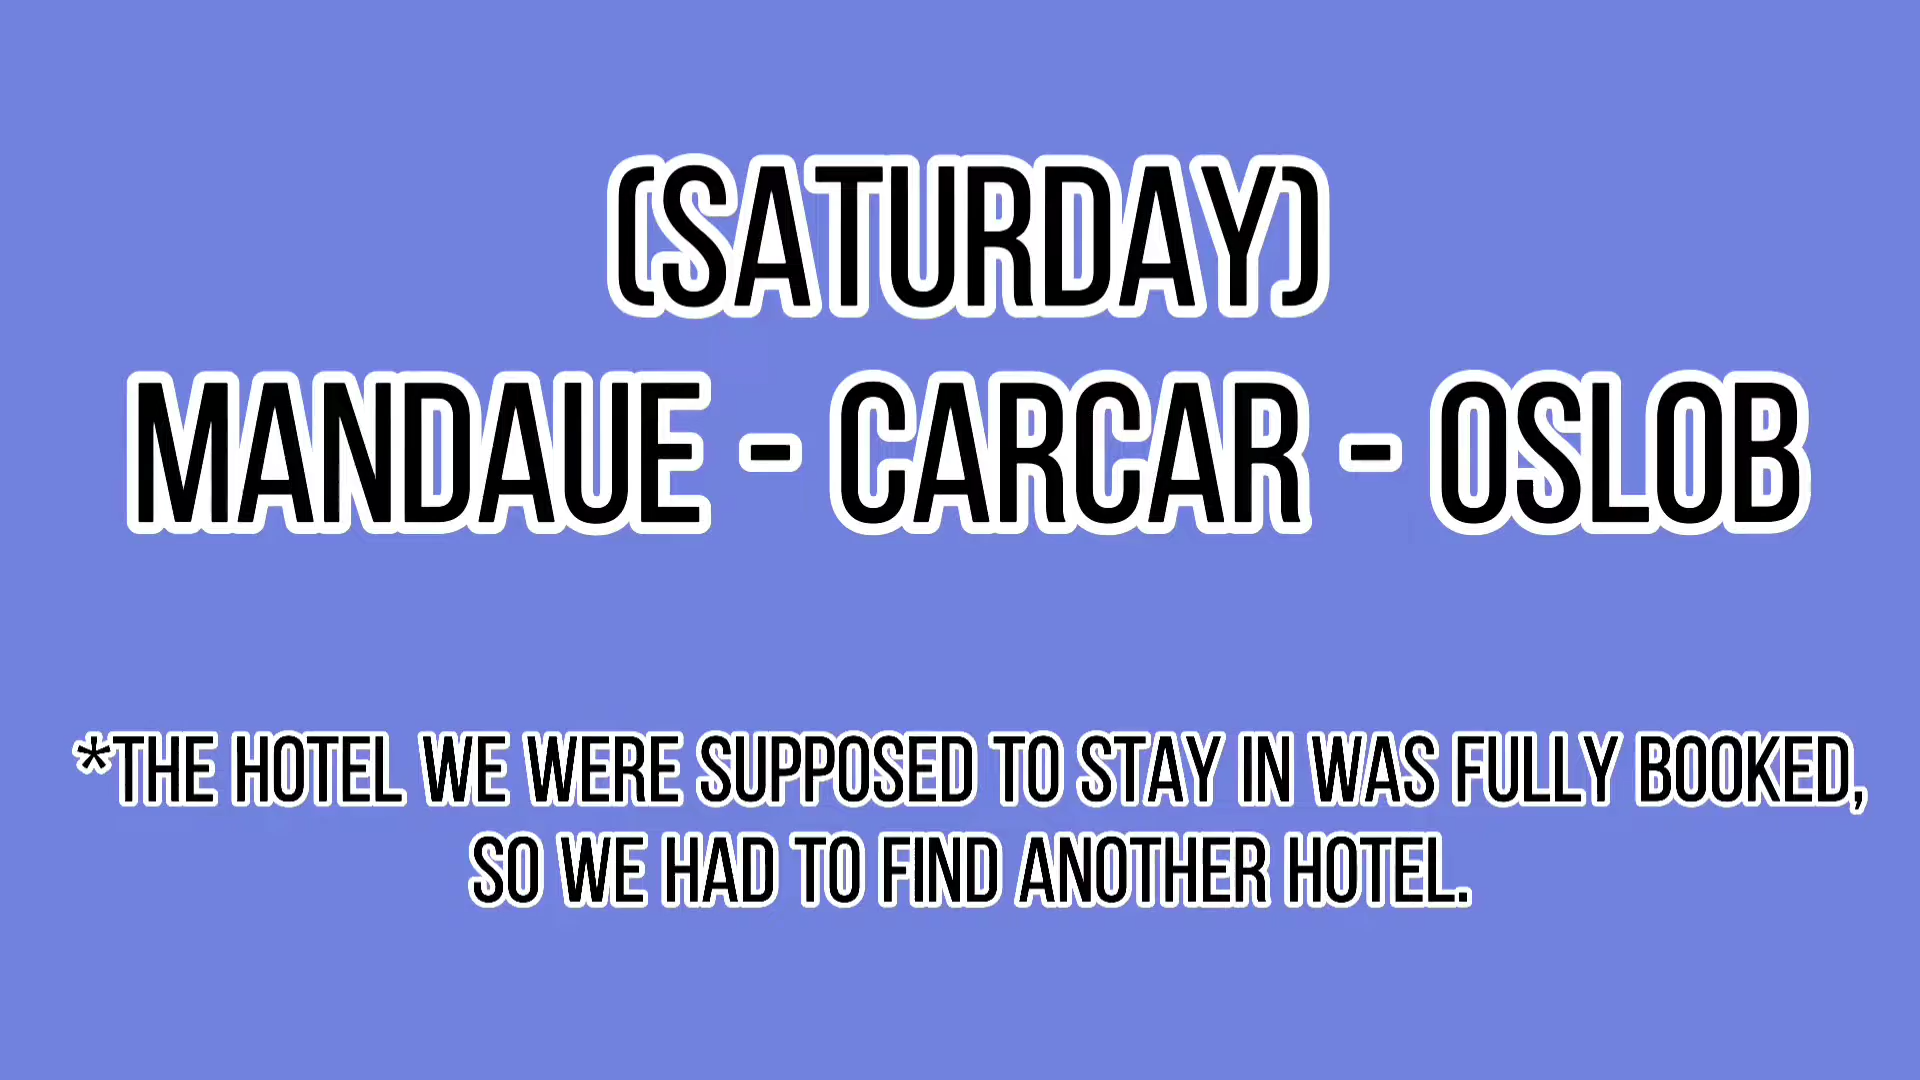 (SATURDAY)
MANDAUE - CARCAR - OSLOB
*THE HOTEL WE WERE SUPPOSED TO STAY IN WAS FULLY BOOKED,
SO WE HAD TO FIND ANOTHER HOTEL.